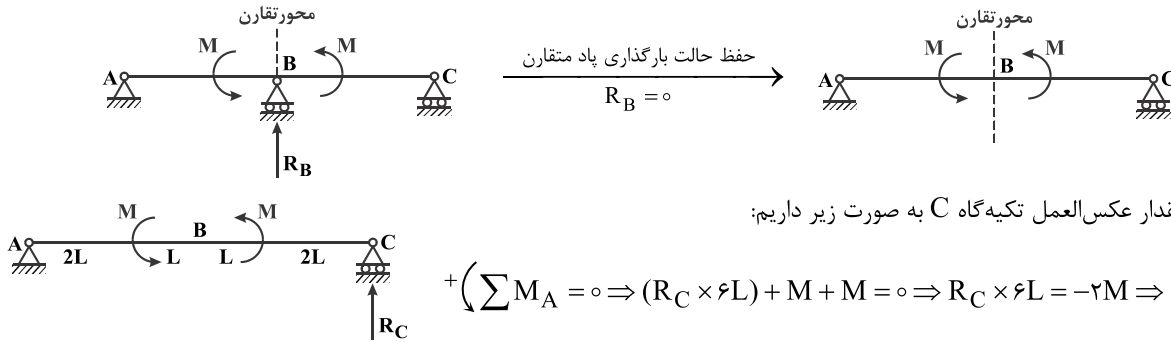 محورتقارن
M M
A B C
R_B
حفظ حالت بارگذاری پاد متقارن
R_B = ۰
محورتقارن
M M
A B C
قدار عکس‌العمل تکیه‌گاه C به صورت زیر داریم:
M M
A 2L L B L 2L C
R_C
+ ∑ M_A = ۰ ⇒ (R_C × ۶L) + M + M = ۰ ⇒ R_C × ۶L = −۲M ⇒